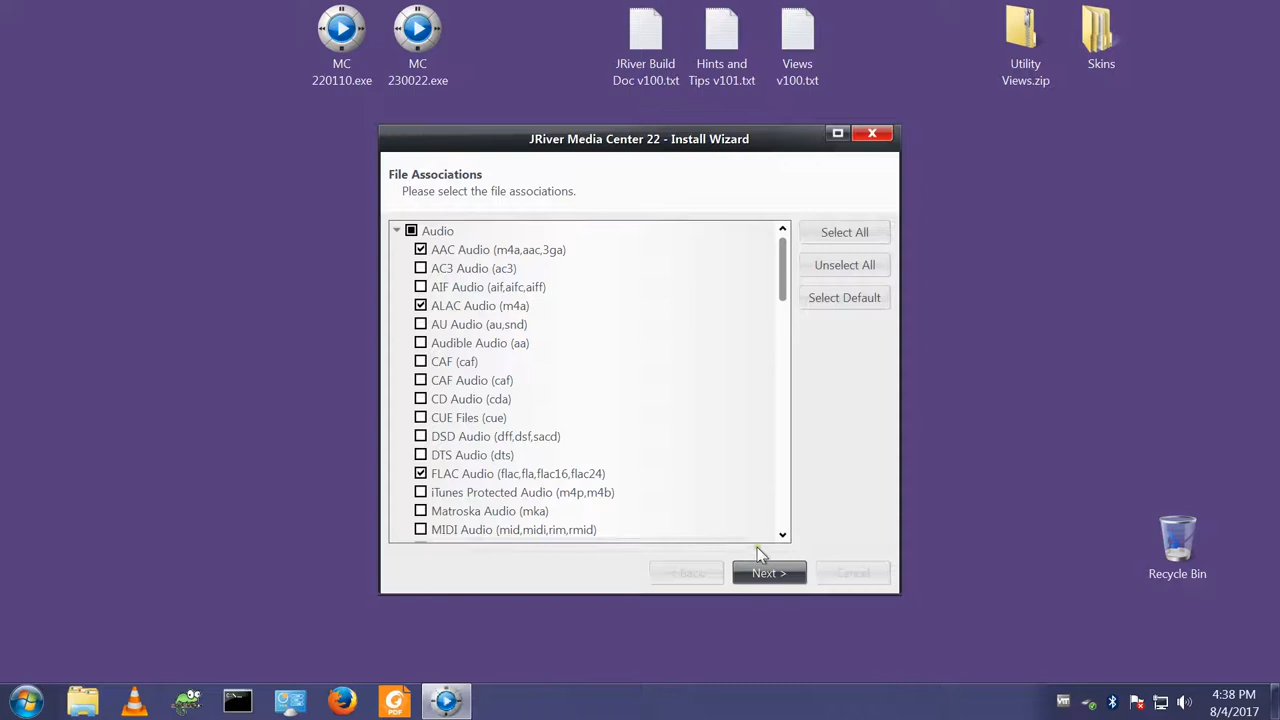 MC
220110.exe
MC
230022.exe
JRiver Build
Doc v100.txt
Hints and
Tips v101.txt
Views
v100.txt
Utility
Views.zip
Skins
JRiver Media Center 22 - Install Wizard
File Associations
Please select the file associations.
Audio
AAC Audio (m4a,aac,3ga)
AC3 Audio (ac3)
AIF Audio (aif,aifc,aiff)
ALAC Audio (m4a)
AU Audio (au,snd)
Audible Audio (aa)
CAF (caf)
CAF Audio (caf)
CD Audio (cda)
CUE Files (cue)
DSD Audio (dff,dsf,sacd)
DTS Audio (dts)
FLAC Audio (flac,fla,flac16,flac24)
iTunes Protected Audio (m4p,m4b)
Matroska Audio (mka)
MIDI Audio (mid,midi,rim,rmid)
Select All
Unselect All
Select Default
< Back
Next >
Cancel
Recycle Bin
PDF
4:38 PM
8/4/2017